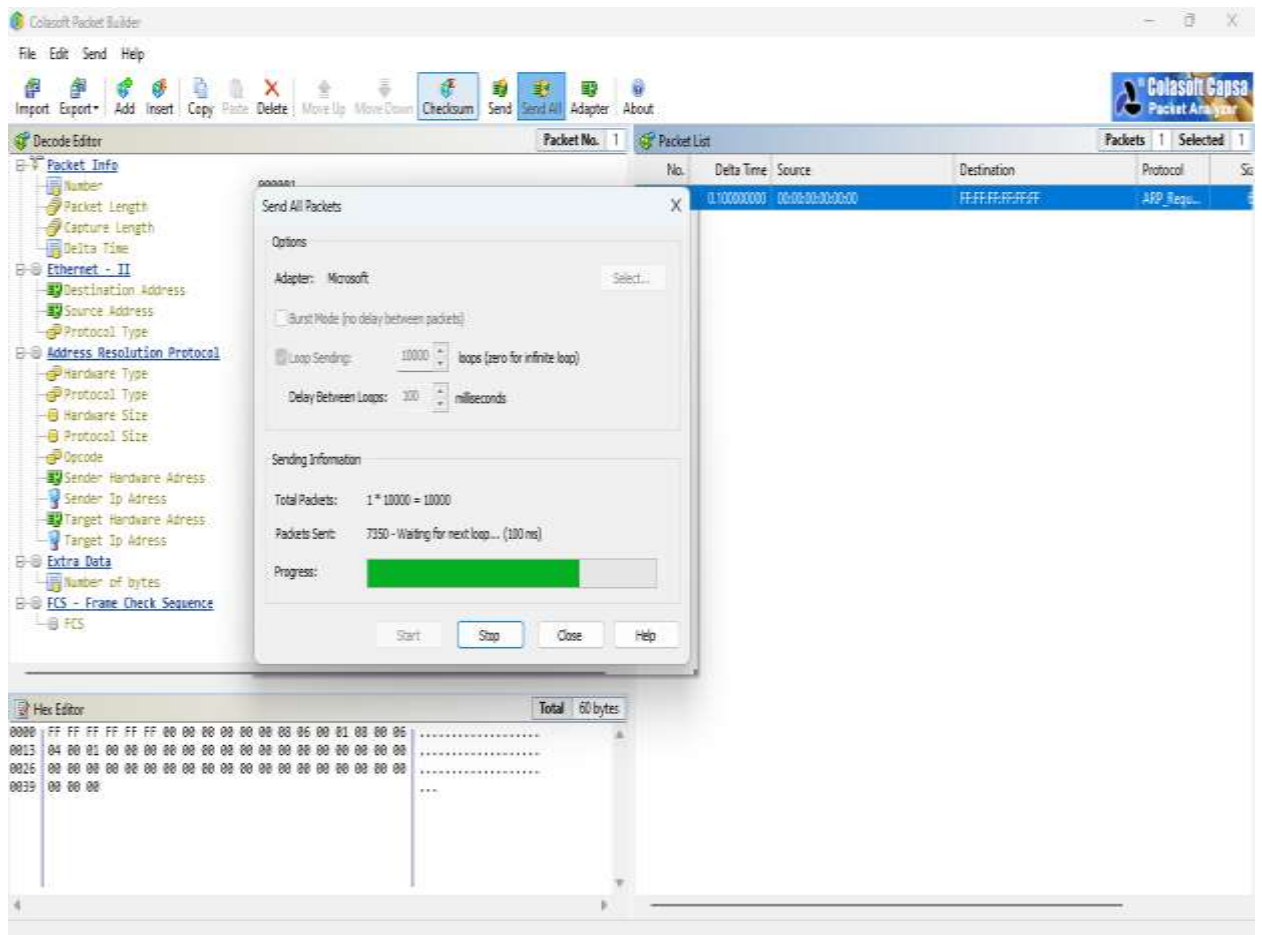 Colasoft Packet Builder
File Edit Send Help
Import Export Add Insert Copy Paste Delete Move Up Move Down Checksum Send Send All Adapter About
Colasoft Capsa
Packet Analyzer
Decode Editor Packet No. 1
Packet List Packets 1 Selected 1
No. Delta Time Source Destination Protocol
0.100000000 00:00:00:00:00:00 FF:FF:FF:FF:FF:FF ARP_Requ...
Packet Info
Number 000001
Packet Length
Capture Length
Delta Time
Ethernet - II
Destination Address
Source Address
Protocol Type
Address Resolution Protocol
Hardware Type
Protocol Type
Hardware Size
Protocol Size
Opcode
Sender Hardware Adress
Sender Ip Adress
Target Hardware Adress
Target Ip Adress
Extra Data
Number of bytes
FCS - Frame Check Sequence
FCS
Send All Packets X
Options
Adapter: Microsoft Select...
Burst Mode (no delay between packets)
Loop Sending: 10000 loops (zero for infinite loop)
Delay Between Loops: 100 milliseconds
Sending Information
Total Packets: 1 * 10000 = 10000
Packets Sent: 7350 - Waiting for next loop... (100 ms)
Progress:
Start Stop Close Help
Hex Editor Total 60 bytes
0000 FF FF FF FF FF FF 00 00 00 00 00 00 08 06 00 01 08 00 06 ...................
0013 04 00 01 00 00 00 00 00 00 00 00 00 00 00 00 00 00 00 00 ...................
0026 00 00 00 00 00 00 00 00 00 00 00 00 00 00 00 00 00 00 00 ...................
0039 00 00 00 ...